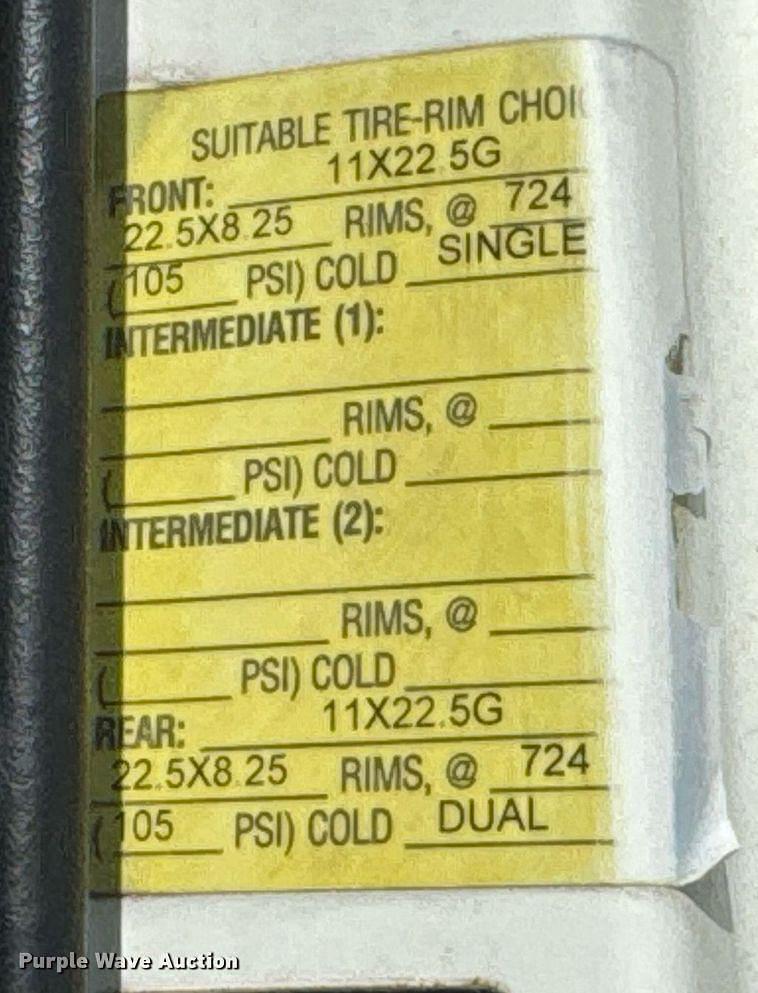 SUITABLE TIRE-RIM CHOI
FRONT: 11X22.5G
22.5X8.25 RIMS, @ 724
(105 PSI) COLD SINGLE
INTERMEDIATE (1):
RIMS, @
( PSI) COLD
INTERMEDIATE (2):
RIMS, @
( PSI) COLD
REAR: 11X22.5G
22.5X8.25 RIMS, @ 724
(105 PSI) COLD DUAL
Purple Wave Auction